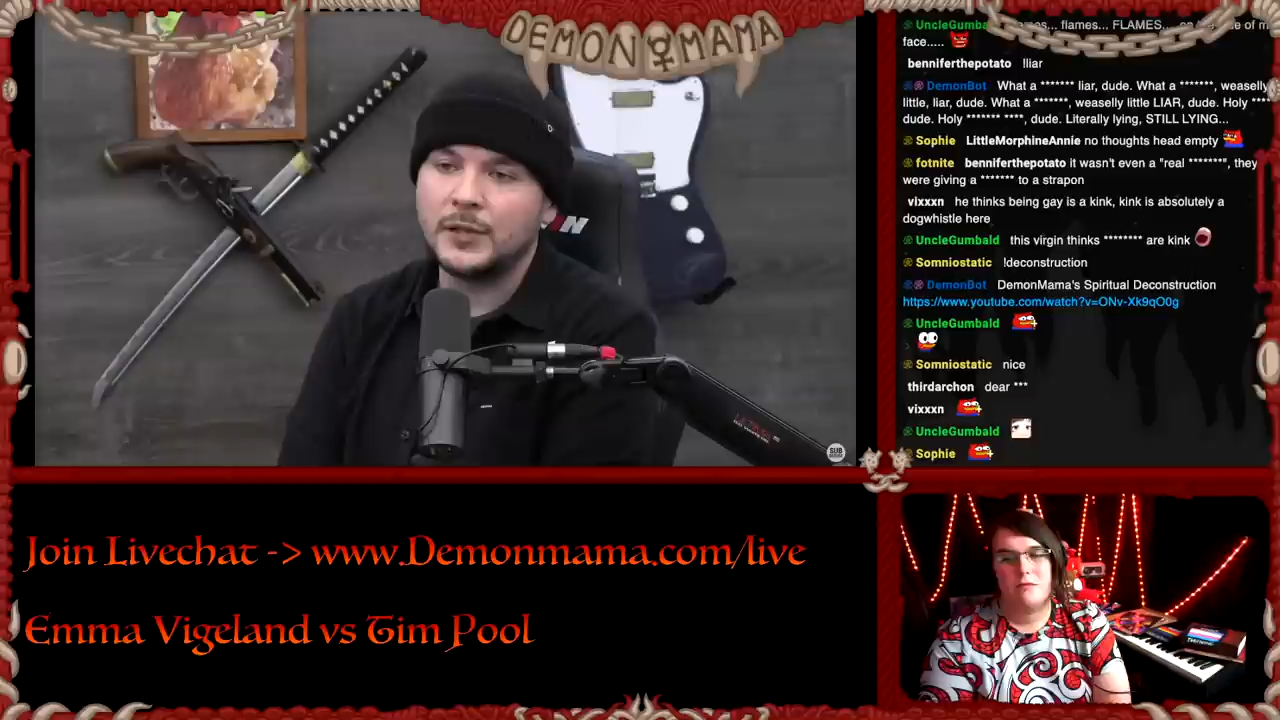 DEMON MAMA
UncleGumba
flames... FLAMES....
face.....
benniferthepotato !liar
DemonBot What a ******* liar, dude. What a *******, weaselly
little, liar, dude. What a *******, weaselly little LIAR, dude. Holy ****
dude. Holy ******* ****, dude. Literally lying, STILL LYING...
Sophie LittleMorphineAnnie no thoughts head empty
fotnite benniferthepotato it wasn't even a "real *******", they
were giving a ******* to a strapon
vixxxn he thinks being gay is a kink, kink is absolutely a
dogwhistle here
UncleGumbald this virgin thinks ******** are kink
Somniostatic !deconstruction
DemonBot DemonMama's Spiritual Deconstruction
https://www.youtube.com/watch?v=ONv-Xk9qO0g
UncleGumbald
Somniostatic nice
thirdarchon dear ***
vixxxn
UncleGumbald
Sophie
SUB
Join Livechat -> www.Demonmama.com/live
Emma Vigeland vs Tim Pool